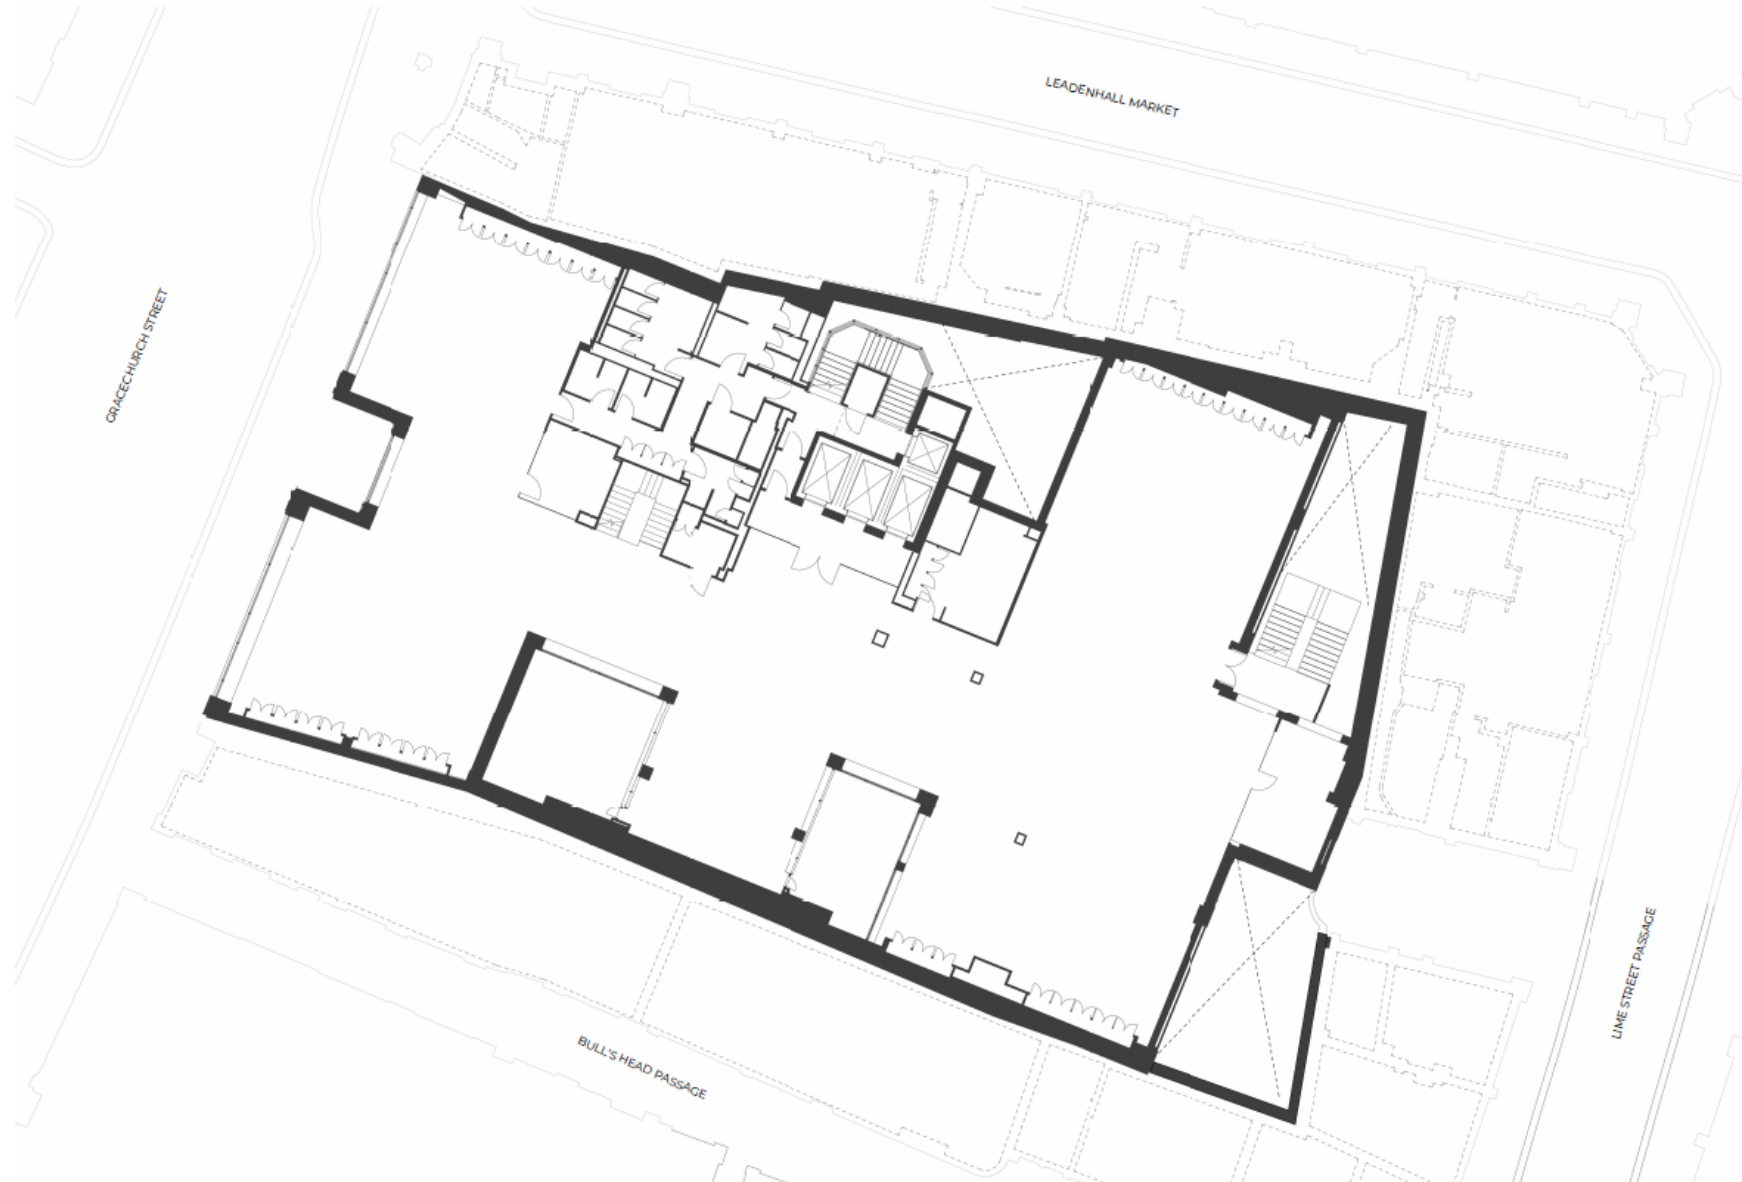 LEADENHALL MARKET
GRACECHURCH STREET
LIME STREET PASSAGE
BULL'S HEAD PASSAGE